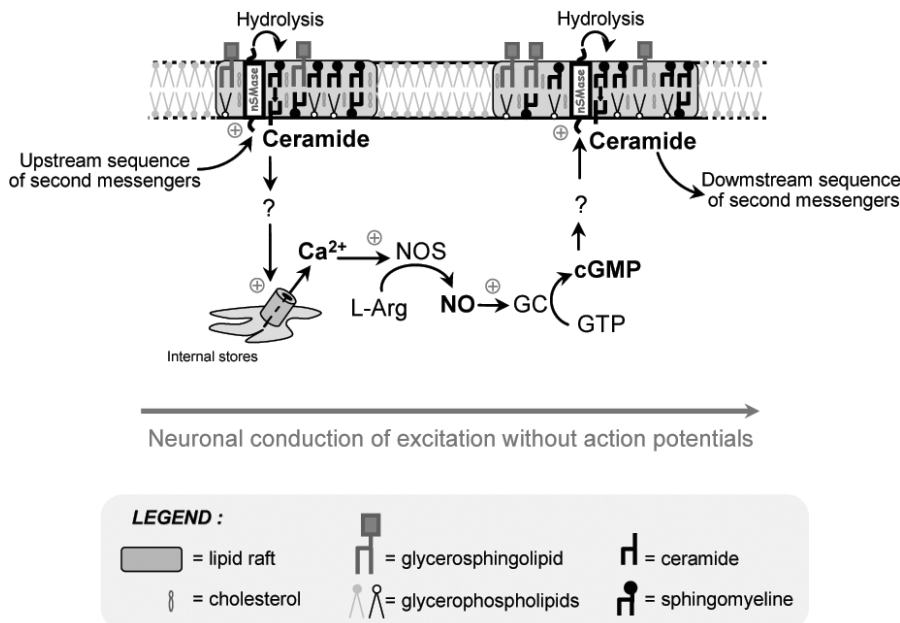 Hydrolysis
Hydrolysis
nSMase
nSMase
⊕
Ceramide
⊕
Ceramide
Upstream sequence
of second messengers
Dowmstream sequence
of second messengers
?
?
Ca²⁺
⊕
NOS
cGMP
⊕
L-Arg
NO
⊕
GC
GTP
Internal stores
Neuronal conduction of excitation without action potentials
LEGEND :
= lipid raft
= glycerosphingolipid
= ceramide
= cholesterol
= glycerophospholipids
= sphingomyeline